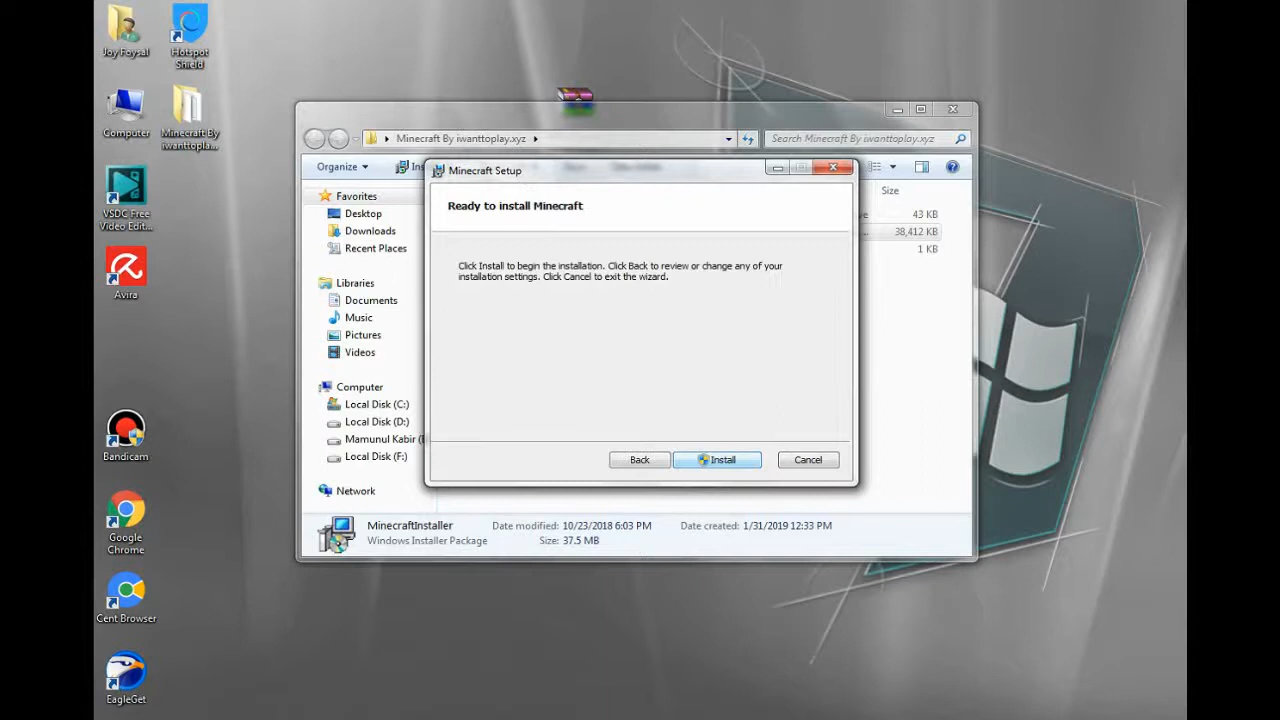 Joy Foysal
Hotspot
Shield
Computer
Minecraft By
iwanttopla...
VSDC Free
Video Edit...
Avira
Bandicam
Google
Chrome
Cent Browser
EagleGet
Minecraft By iwanttoplay.xyz
Search Minecraft By iwanttoplay.xyz
Organize
Ins
Size
Favorites
Desktop
Downloads
Recent Places
Libraries
Documents
Music
Pictures
Videos
Computer
Local Disk (C:)
Local Disk (D:)
Mamunul Kabir (
Local Disk (F:)
Network
43 KB
38,412 KB
1 KB
Minecraft Setup
Ready to install Minecraft
Click Install to begin the installation. Click Back to review or change any of your
installation settings. Click Cancel to exit the wizard.
Back
Install
Cancel
MinecraftInstaller
Date modified: 10/23/2018 6:03 PM
Date created: 1/31/2019 12:33 PM
Windows Installer Package
Size: 37.5 MB